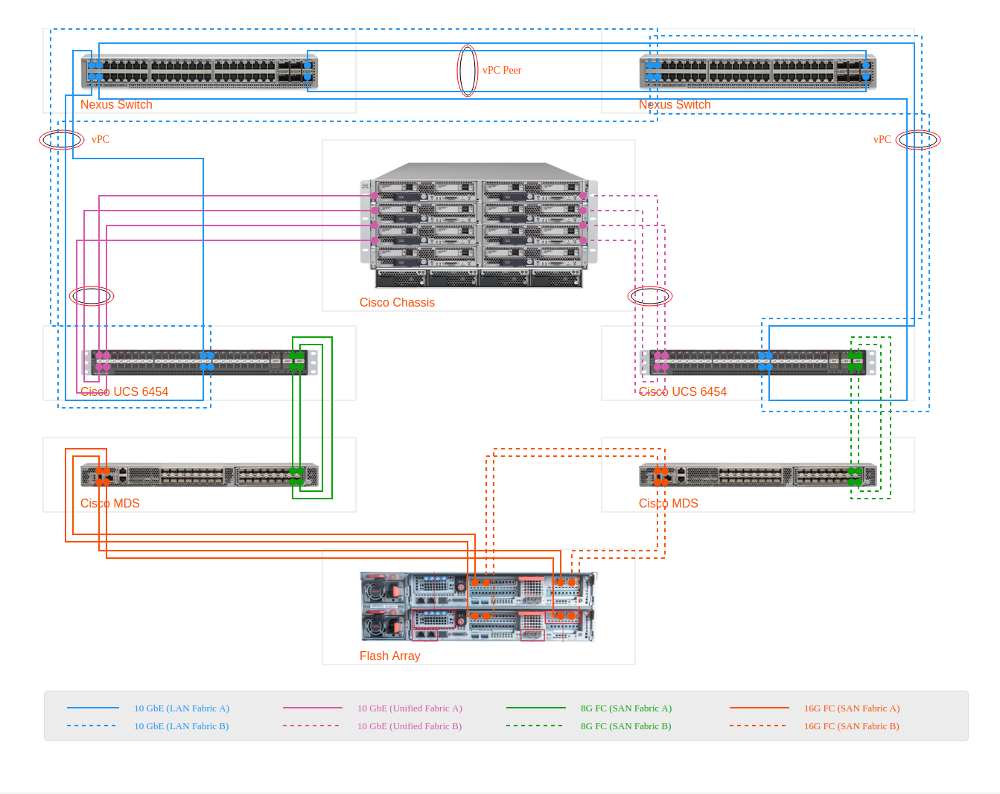 vPC Peer
Nexus Switch
Nexus Switch
vPC
vPC
Cisco Chassis
Cisco UCS 6454
Cisco UCS 6454
Cisco MDS
Cisco MDS
Flash Array
10 GbE (LAN Fabric A)
10 GbE (Unified Fabric A)
8G FC (SAN Fabric A)
16G FC (SAN Fabric A)
10 GbE (LAN Fabric B)
10 GbE (Unified Fabric B)
8G FC (SAN Fabric B)
16G FC (SAN Fabric B)